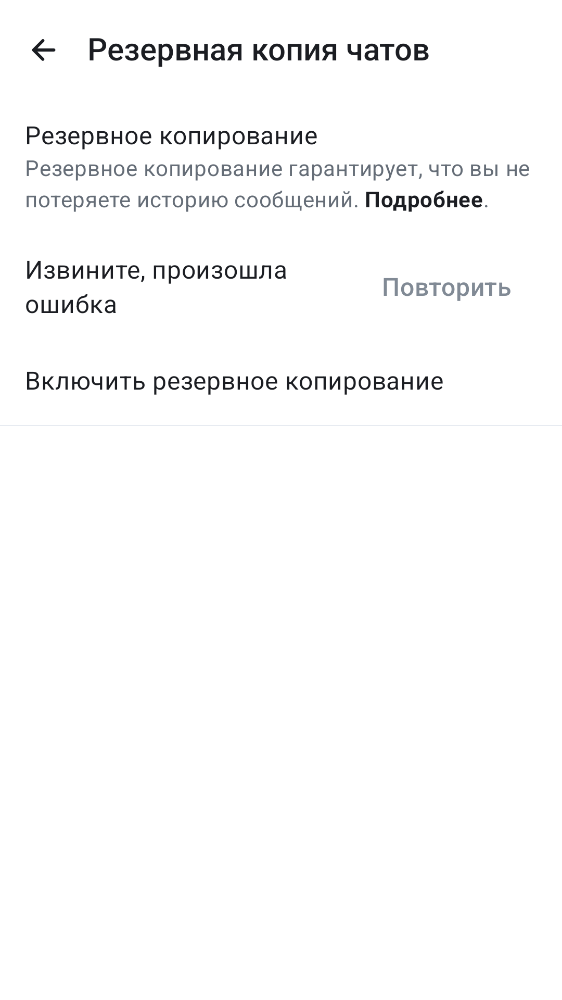 Резервная копия чатов
Резервное копирование
Резервное копирование гарантирует, что вы не
потеряете историю сообщений. Подробнее.
Извините, произошла
ошибка
Повторить
Включить резервное копирование